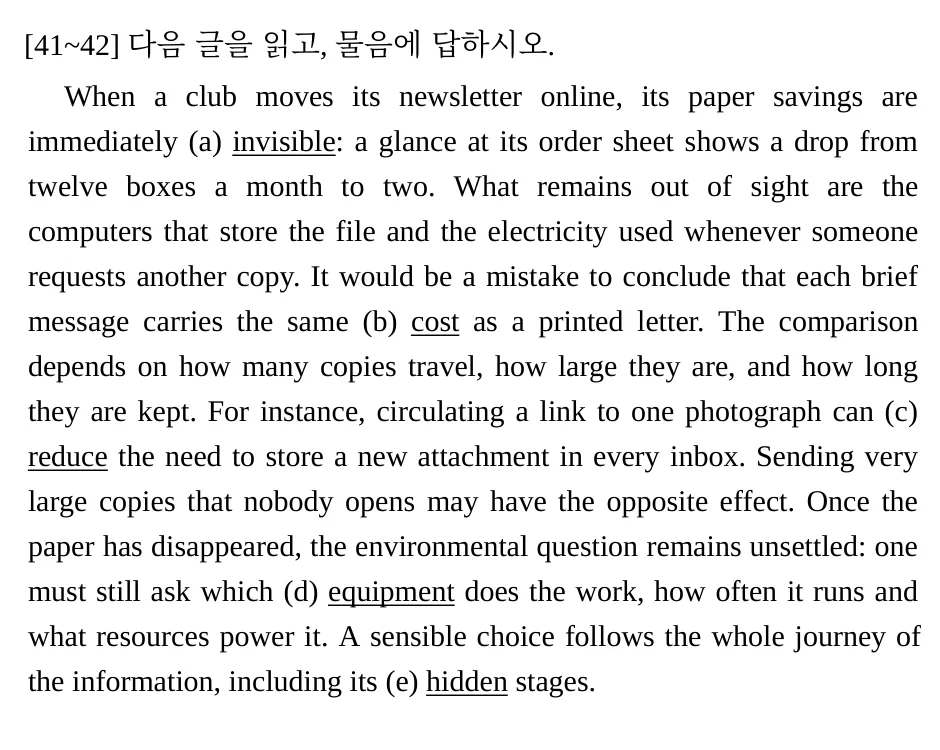 [41~42] 다음 글을 읽고, 물음에 답하시오.
When a club moves its newsletter online, its paper savings are
immediately (a) invisible: a glance at its order sheet shows a drop from
twelve boxes a month to two. What remains out of sight are the
computers that store the file and the electricity used whenever someone
requests another copy. It would be a mistake to conclude that each brief
message carries the same (b) cost as a printed letter. The comparison
depends on how many copies travel, how large they are, and how long
they are kept. For instance, circulating a link to one photograph can (c)
reduce the need to store a new attachment in every inbox. Sending very
large copies that nobody opens may have the opposite effect. Once the
paper has disappeared, the environmental question remains unsettled: one
must still ask which (d) equipment does the work, how often it runs and
what resources power it. A sensible choice follows the whole journey of
the information, including its (e) hidden stages.